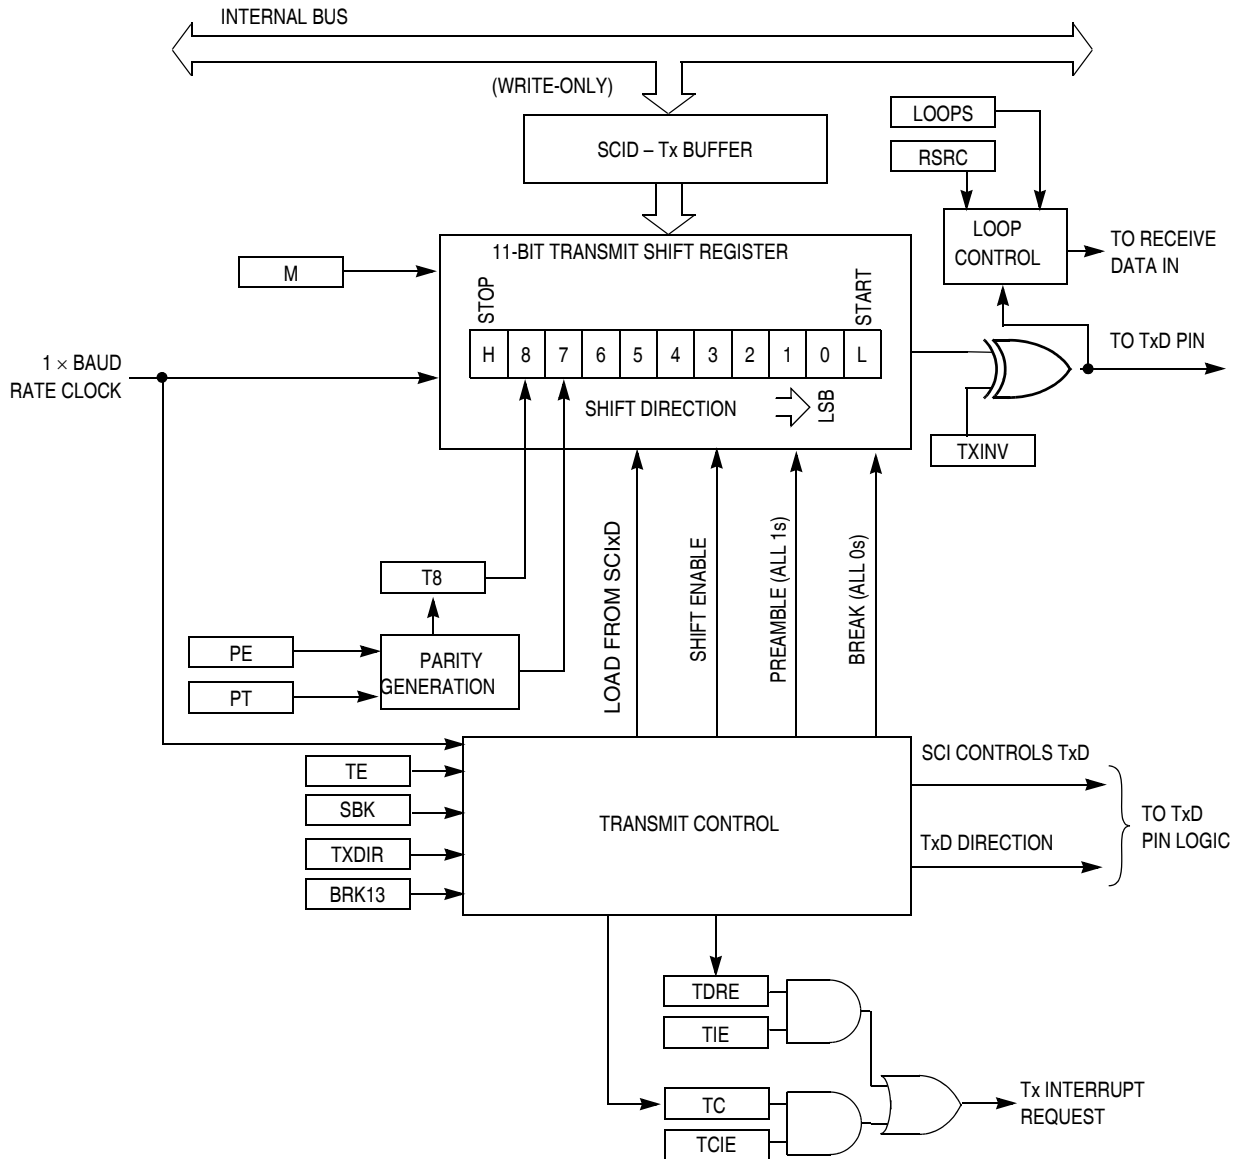 INTERNAL BUS
(WRITE-ONLY)
SCID – Tx BUFFER
LOOPS
RSRC
LOOP
CONTROL
TO RECEIVE
DATA IN
11-BIT TRANSMIT SHIFT REGISTER
M
STOP
START
H 8 7 6 5 4 3 2 1 0 L
1 × BAUD
RATE CLOCK
TO TxD PIN
SHIFT DIRECTION
LSB
TXINV
LOAD FROM SCIxD
SHIFT ENABLE
PREAMBLE (ALL 1s)
BREAK (ALL 0s)
T8
PE
PT
PARITY
GENERATION
TE
SBK
TXDIR
BRK13
TRANSMIT CONTROL
SCI CONTROLS TxD
TxD DIRECTION
TO TxD
PIN LOGIC
TDRE
TIE
TC
TCIE
Tx INTERRUPT
REQUEST